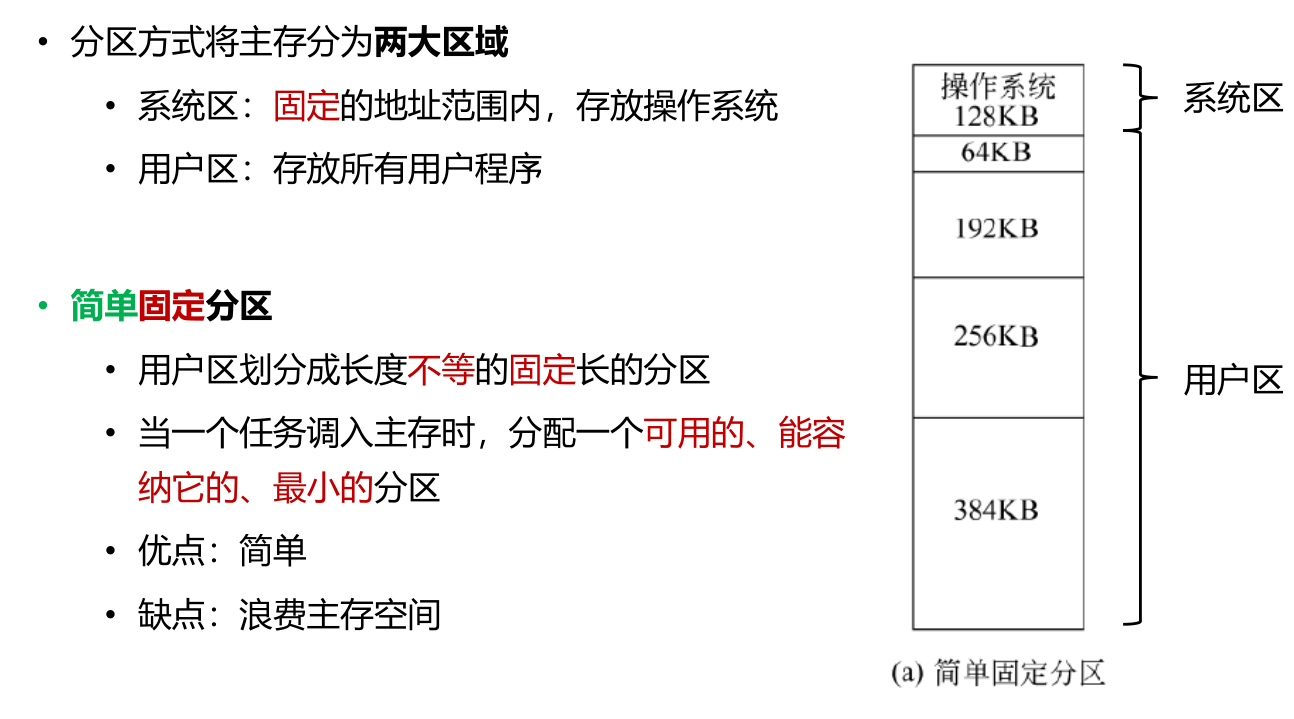 • 分区方式将主存分为两大区域
• 系统区：固定的地址范围内，存放操作系统
• 用户区：存放所有用户程序
• 简单固定分区
• 用户区划分成长度不等的固定长的分区
• 当一个任务调入主存时，分配一个可用的、能容
纳它的、最小的分区
• 优点：简单
• 缺点：浪费主存空间
操作系统
128KB
64KB
192KB
256KB
384KB
系统区
用户区
(a) 简单固定分区